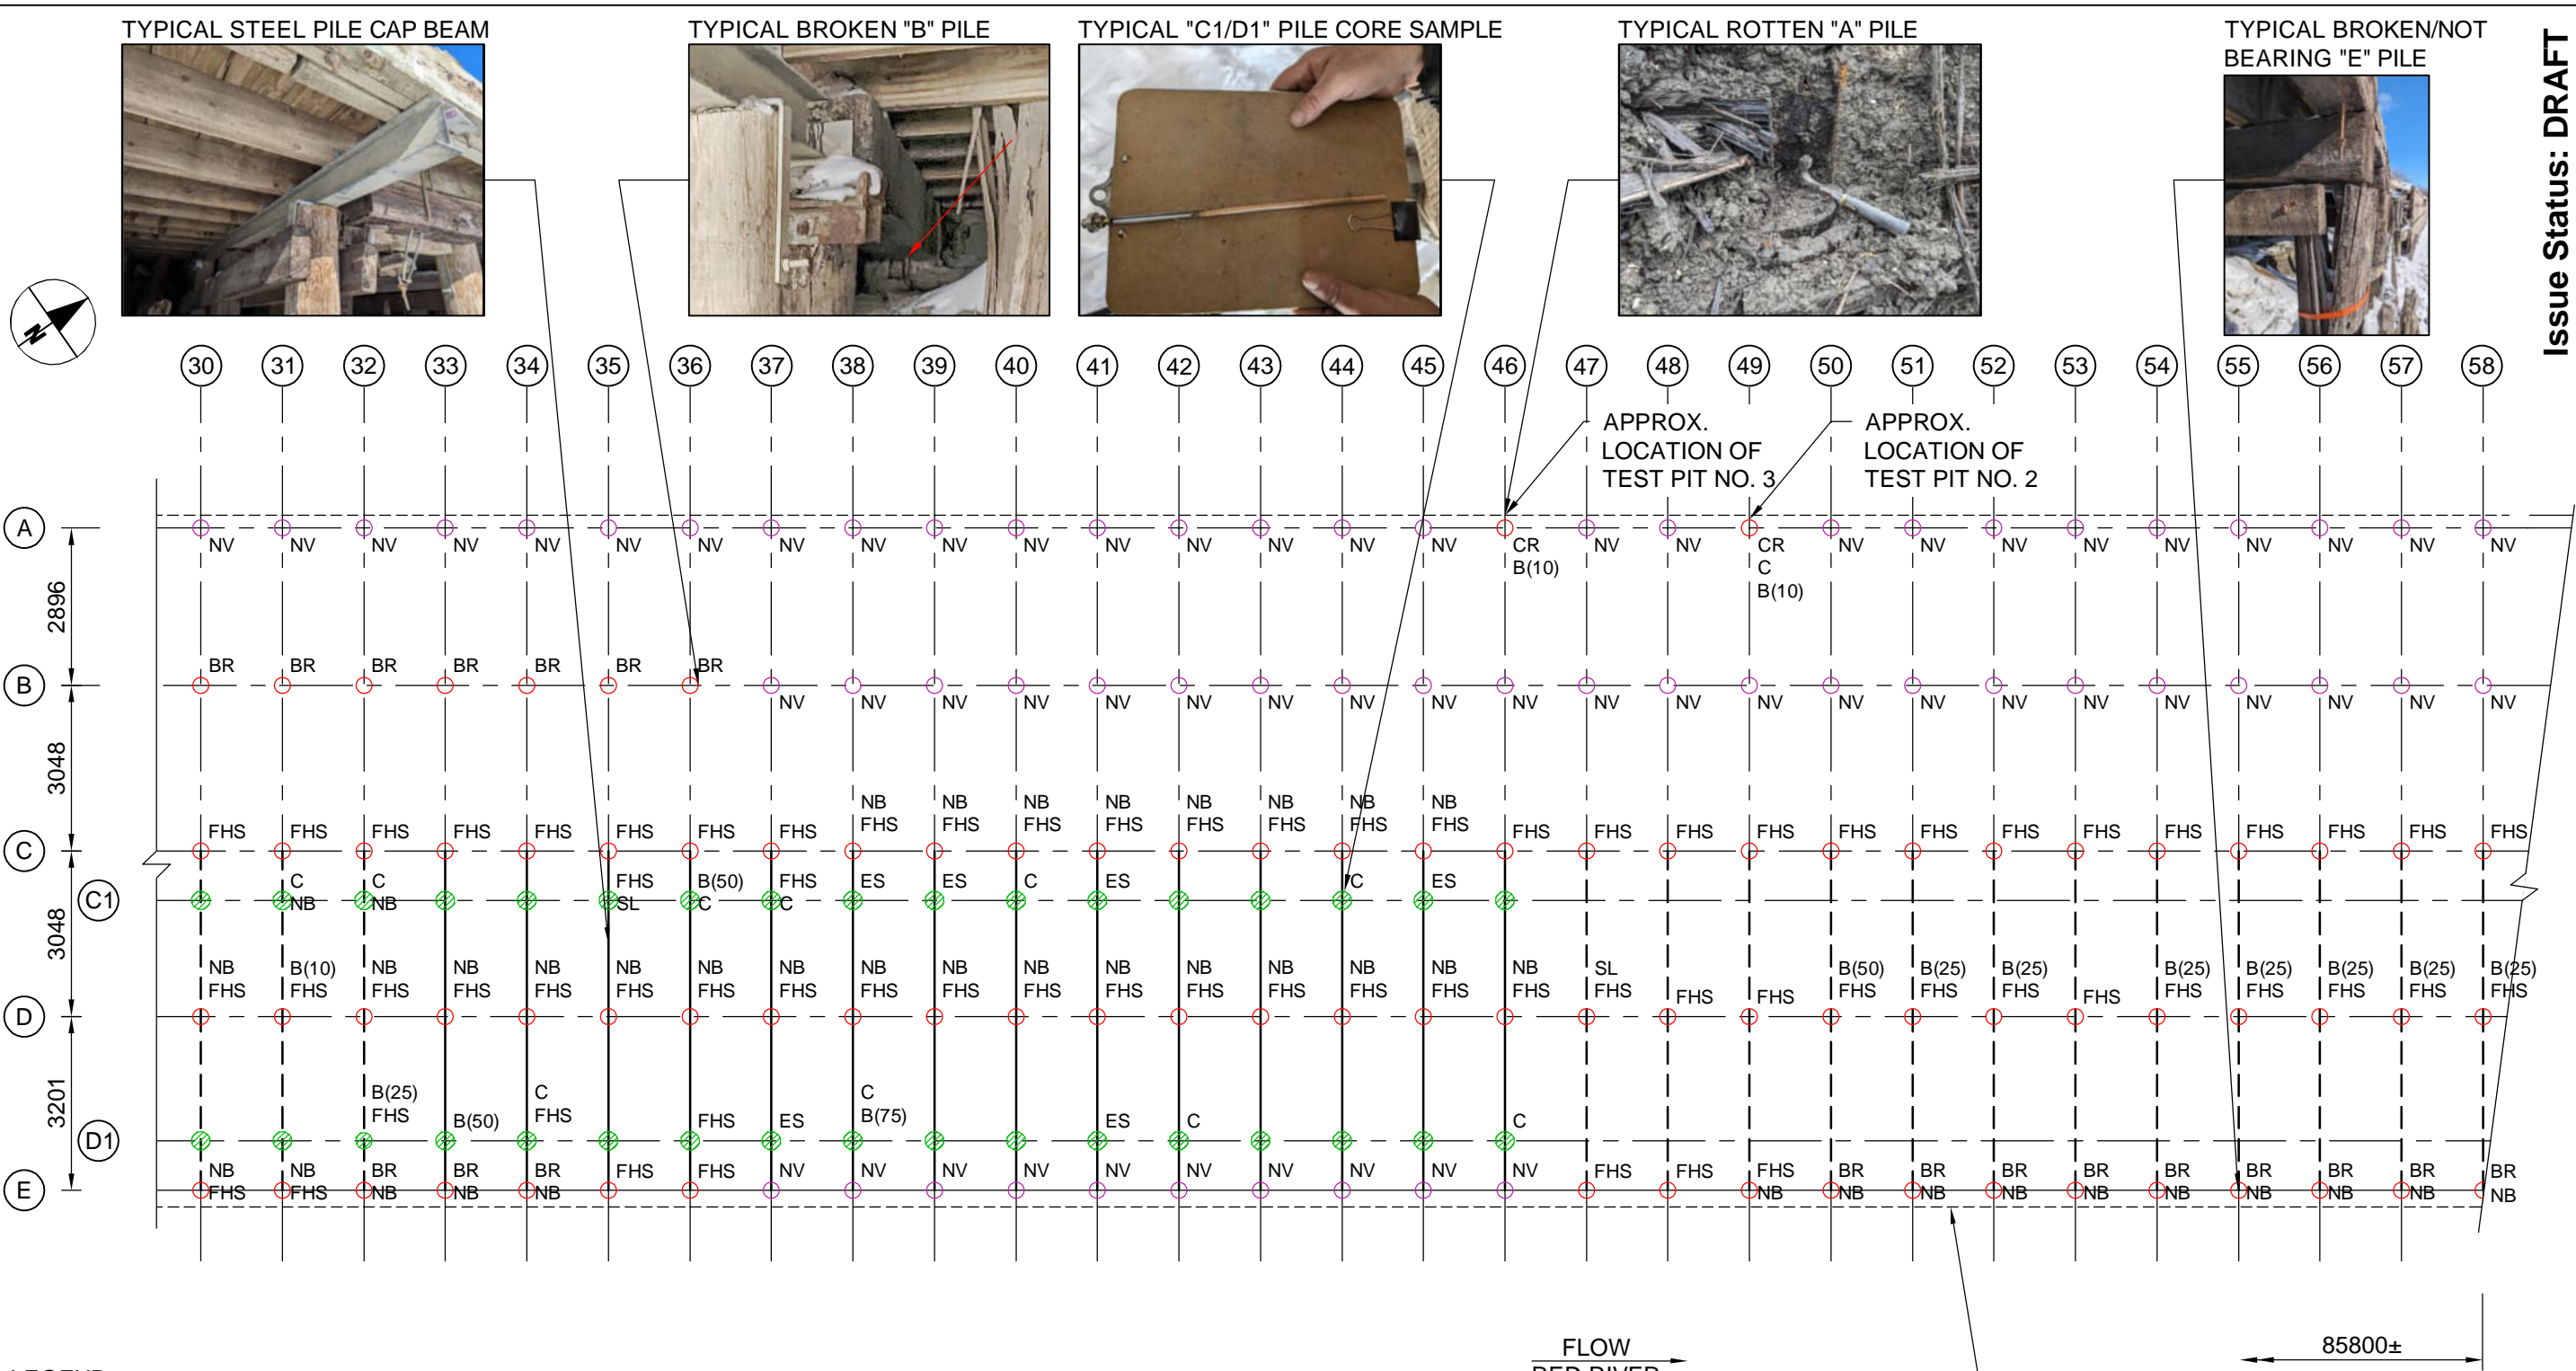 TYPICAL STEEL PILE CAP BEAM
TYPICAL BROKEN "B" PILE
TYPICAL "C1/D1" PILE CORE SAMPLE
TYPICAL ROTTEN "A" PILE
TYPICAL BROKEN/NOT
BEARING "E" PILE
Issue Status: DRAFT
N
30 31 32 33 34 35 36 37 38 39 40 41 42 43 44 45 46 47 48 49 50 51 52 53 54 55 56 57 58
APPROX.
LOCATION OF
TEST PIT NO. 3
APPROX.
LOCATION OF
TEST PIT NO. 2
A
NV NV NV NV NV NV NV NV NV NV NV NV NV NV NV NV CR NV NV CR NV NV NV NV NV NV NV NV NV
B(10) C
B(10)
2896
BR BR BR BR BR BR BR
B
NV NV NV NV NV NV NV NV NV NV NV NV NV NV NV NV NV NV NV NV NV NV
3048
NB NB NB NB NB NB NB NB
FHS FHS FHS FHS FHS FHS FHS FHS FHS FHS FHS FHS FHS FHS FHS FHS FHS FHS FHS FHS FHS FHS FHS FHS FHS FHS FHS FHS FHS
C
C C FHS B(50) FHS ES ES C ES C ES
C1
NB NB SL C C
3048
NB B(10) NB NB NB NB NB NB NB NB NB NB NB NB NB NB NB SL B(50) B(25) B(25) B(25) B(25) B(25) B(25) B(25)
FHS FHS FHS FHS FHS FHS FHS FHS FHS FHS FHS FHS FHS FHS FHS FHS FHS FHS FHS FHS FHS FHS FHS FHS FHS FHS FHS FHS FHS
D
3201
B(25) C C
FHS B(50) FHS FHS ES B(75) ES C C
D1
NB NB BR BR BR FHS FHS NV NV NV NV NV NV NV NV NV NV FHS FHS FHS BR BR BR BR BR BR BR BR BR
E
FHS FHS NB NB NB NB NB NB NB NB NB NB NB NB NB
FLOW
RED RIVER
85800±
LEGEND